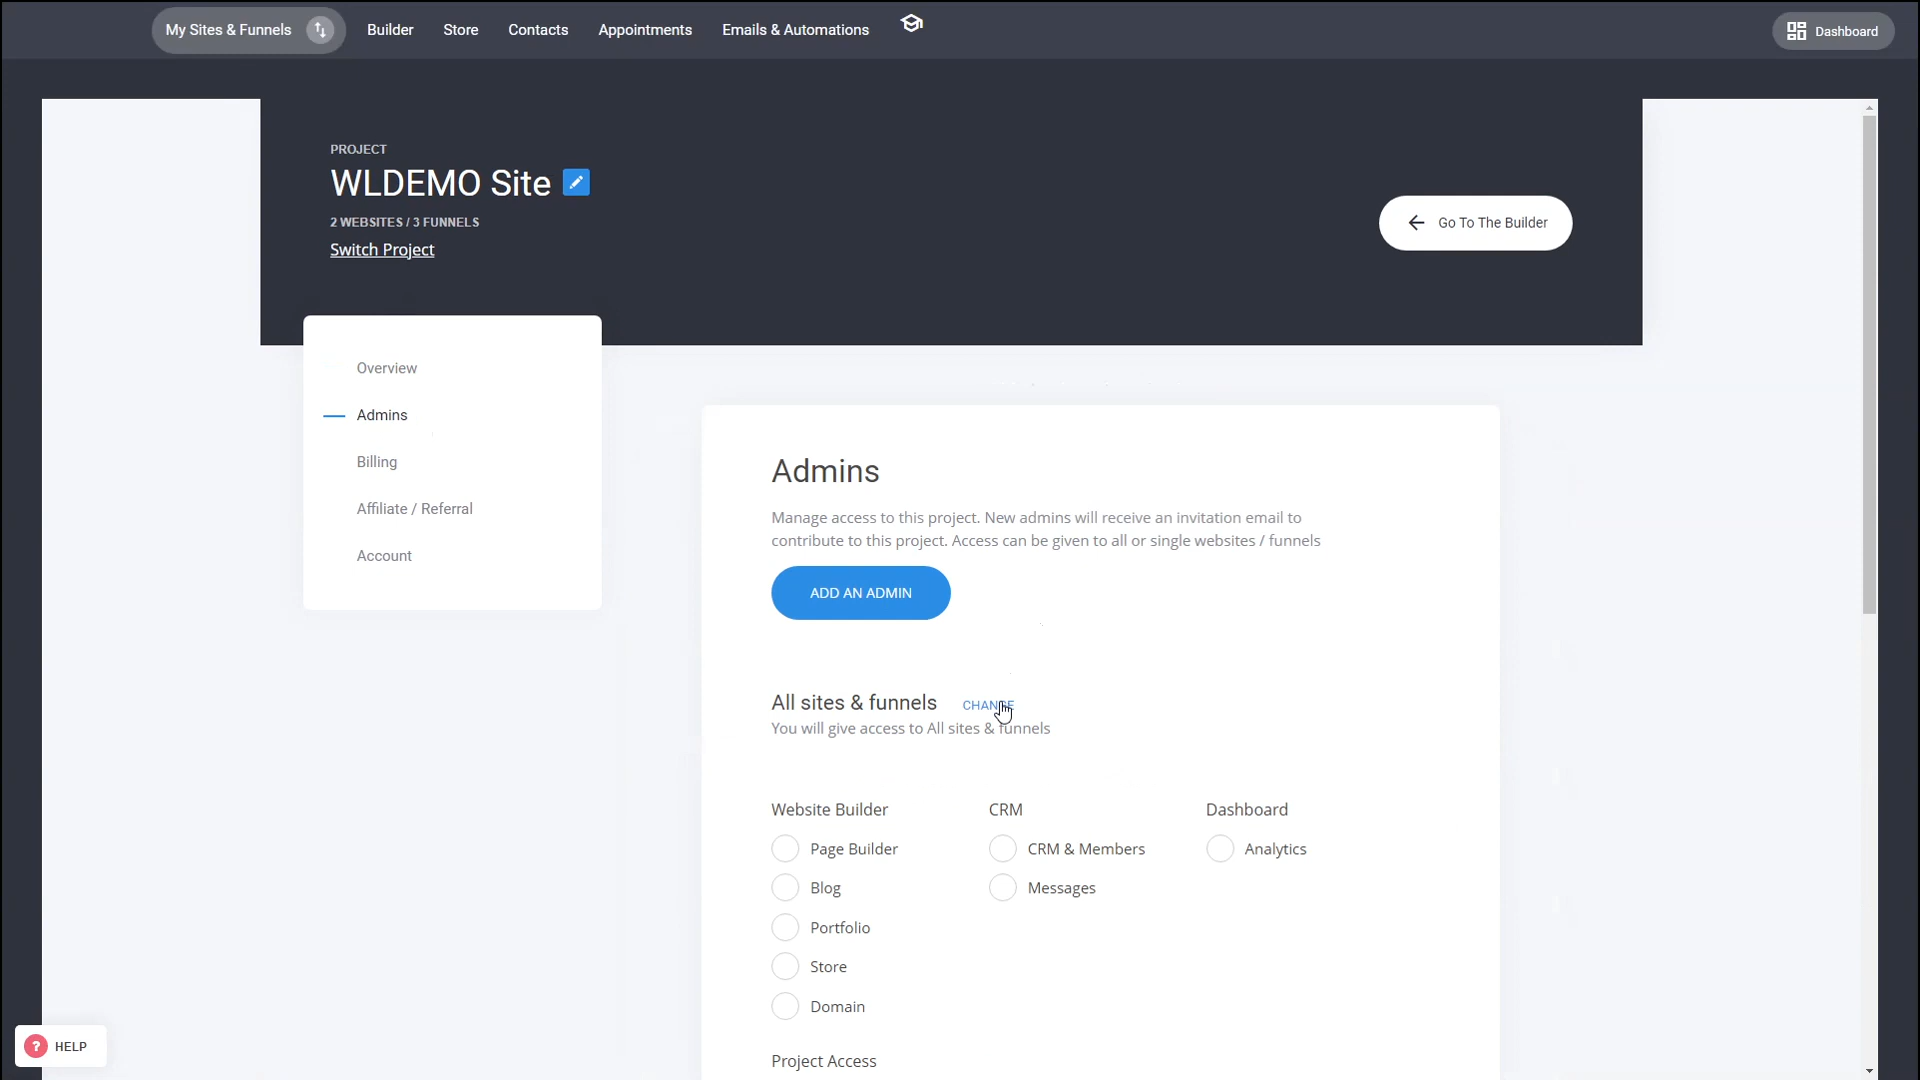 My Sites & Funnels
Builder
Store
Contacts
Appointments
Emails & Automations
Dashboard
PROJECT
WLDEMO Site
2 WEBSITES / 3 FUNNELS
Switch Project
Go To The Builder
Overview
Admins
Billing
Affiliate / Referral
Account
Admins
Manage access to this project. New admins will receive an invitation email to
contribute to this project. Access can be given to all or single websites / funnels
ADD AN ADMIN
All sites & funnels CHANGE
You will give access to All sites & funnels
Website Builder
Page Builder
Blog
Portfolio
Store
Domain
CRM
CRM & Members
Messages
Dashboard
Analytics
Project Access
? HELP